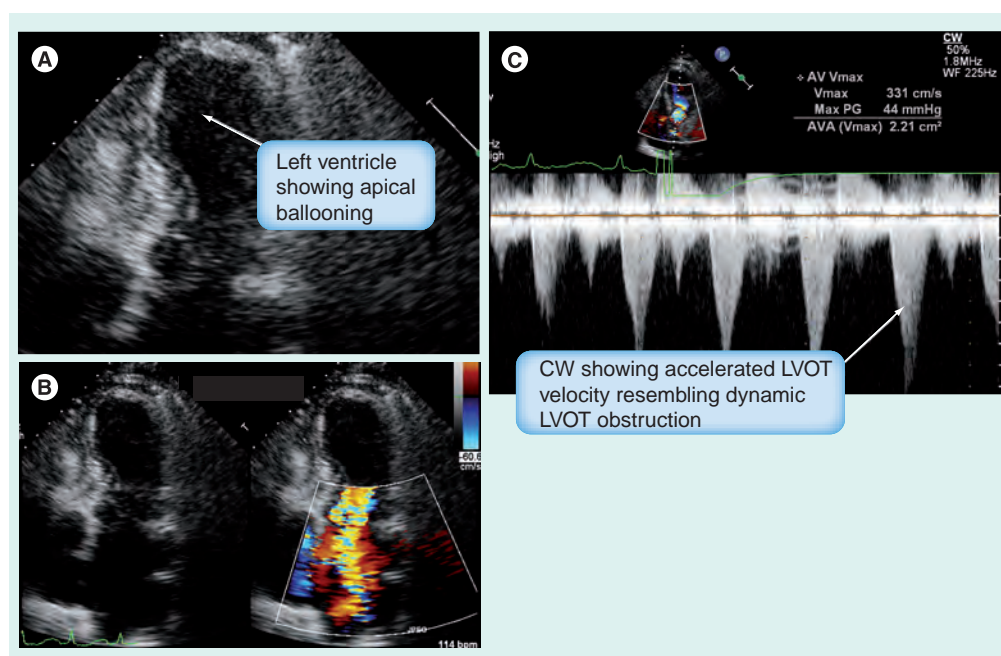 A
Left ventricle
showing apical
ballooning
B
-60.6
cm/s
JPEG
114 bpm
C
CW
50%
1.8MHz
WF 225Hz
AV Vmax
Vmax 331 cm/s
Max PG 44 mmHg
AVA (Vmax) 2.21 cm²
CW showing accelerated LVOT
velocity resembling dynamic
LVOT obstruction